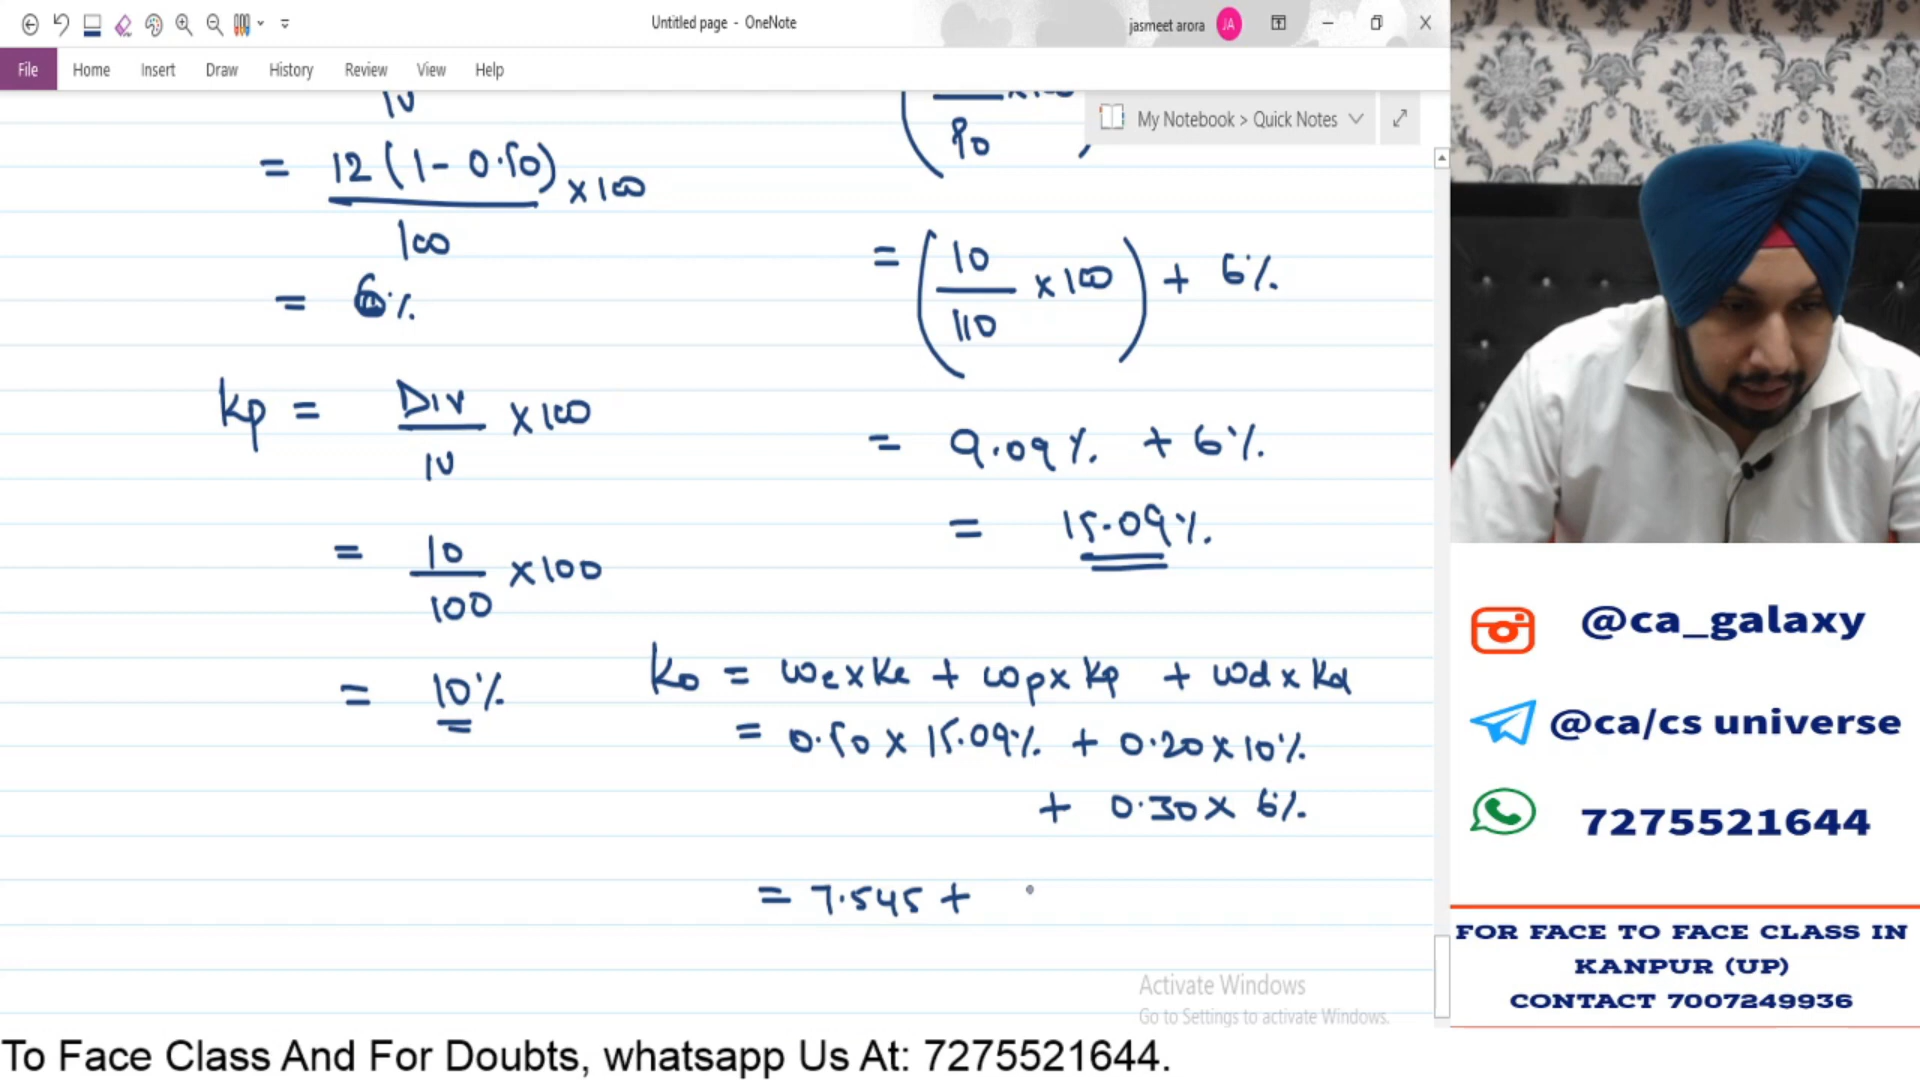 Untitled page - OneNote
jasmeet arora JA
File Home Insert Draw History Review View Help
My Notebook > Quick Notes
IV
= 12 (1 - 0.50) x 100
100
= 6%
Kp = Div x 100
IV
= 10 x 100
100
= 10%
x 100
P0
= (10 x 100) + 6%
110
= 9.09% + 6%
= 15.09%
Ko = We x Ke + Wp x Kp + Wd x Kd
= 0.50 x 15.09% + 0.20 x 10%
+ 0.30 x 6%
= 7.545 +
Activate Windows
Go to Settings to activate Windows.
@ca_galaxy
@ca/cs universe
7275521644
FOR FACE TO FACE CLASS IN
KANPUR (UP)
CONTACT 7007249936
To Face Class And For Doubts, whatsapp Us At: 7275521644.